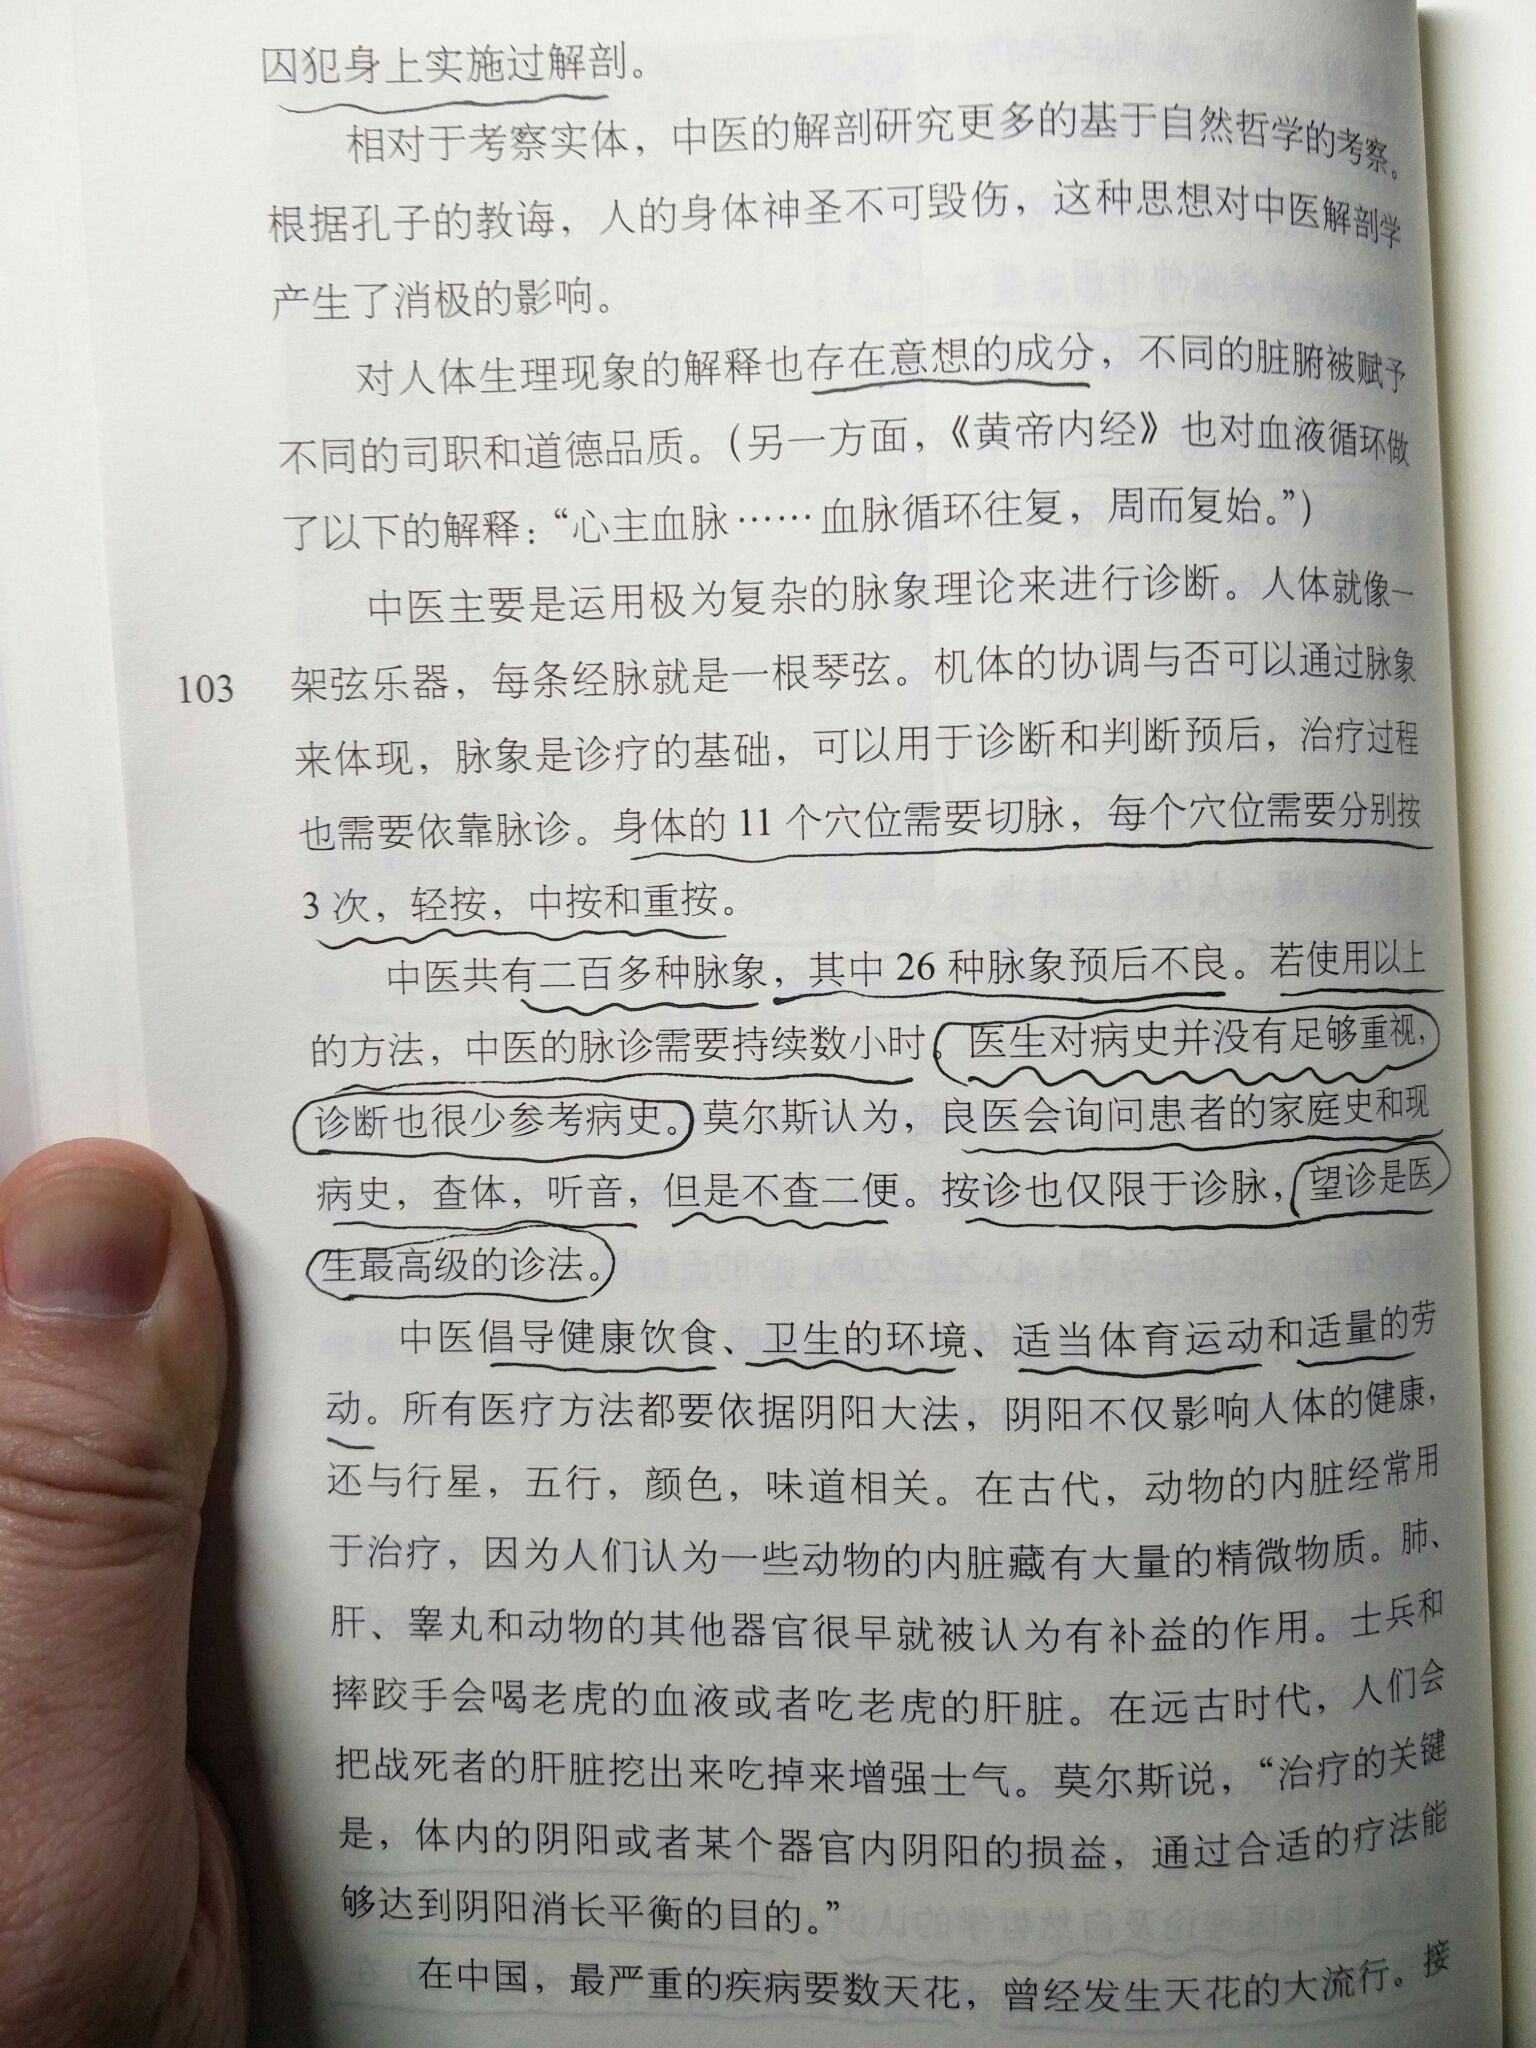 囚犯身上实施过解剖。
相对于考察实体，中医的解剖研究更多的基于自然哲学的考察。
根据孔子的教诲，人的身体神圣不可毁伤，这种思想对中医解剖学
产生了消极的影响。
对人体生理现象的解释也存在意想的成分，不同的脏腑被赋予
不同的司职和道德品质。（另一方面，《黄帝内经》也对血液循环做
了以下的解释：“心主血脉……血脉循环往复，周而复始。”）
中医主要是运用极为复杂的脉象理论来进行诊断。人体就像一
103
架弦乐器，每条经脉就是一根琴弦。机体的协调与否可以通过脉象
来体现，脉象是诊疗的基础，可以用于诊断和判断预后，治疗过程
也需要依靠脉诊。身体的 11 个穴位需要切脉，每个穴位需要分别按
3 次，轻按，中按和重按。
中医共有二百多种脉象，其中 26 种脉象预后不良。若使用以上
的方法，中医的脉诊需要持续数小时。医生对病史并没有足够重视，
诊断也很少参考病史。莫尔斯认为，良医会询问患者的家庭史和现
病史，查体，听音，但是不查二便。按诊也仅限于诊脉，望诊是医
生最高级的诊法。
中医倡导健康饮食、卫生的环境、适当体育运动和适量的劳
动。所有医疗方法都要依据阴阳大法，阴阳不仅影响人体的健康，
还与行星，五行，颜色，味道相关。在古代，动物的内脏经常用
于治疗，因为人们认为一些动物的内脏藏有大量的精微物质。肺、
肝、睾丸和动物的其他器官很早就被认为有补益的作用。士兵和
摔跤手会喝老虎的血液或者吃老虎的肝脏。在远古时代，人们会
把战死者的肝脏挖出来吃掉来增强士气。莫尔斯说，“治疗的关键
是，体内的阴阳或者某个器官内阴阳的损益，通过合适的疗法能
够达到阴阳消长平衡的目的。”
在中国，最严重的疾病要数天花，曾经发生天花的大流行。接